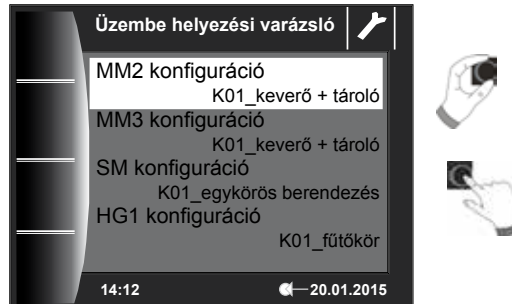 Üzembe helyezési varázsló
MM2 konfiguráció
K01_keverő + tároló
MM3 konfiguráció
K01_keverő + tároló
SM konfiguráció
K01_egykörös berendezés
HG1 konfiguráció
K01_fűtőkör
14:12
20.01.2015